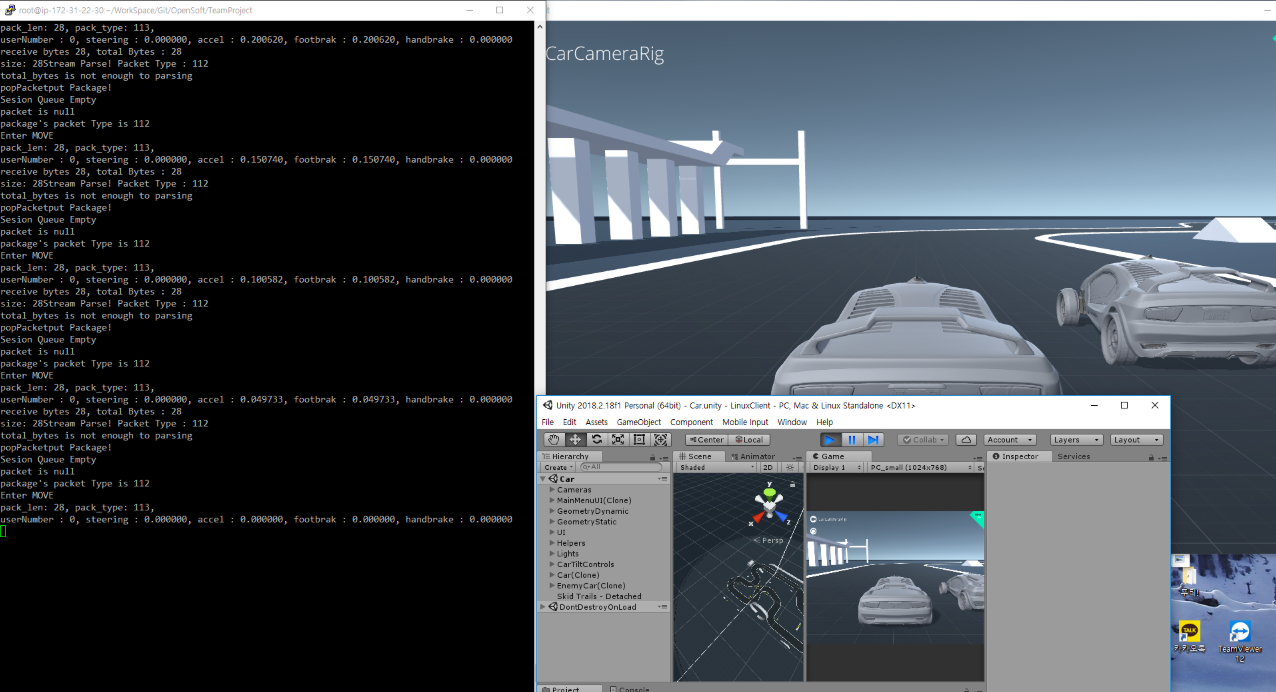 root@ip-172-31-22-30:~/WorkSpace/Git/OpenSoft/TeamProject
pack_len: 28, pack_type: 113,
userNumber : 0, steering : 0.000000, accel : 0.200620, footbrak : 0.200620, handbrake : 0.000000
receive bytes 28, total Bytes : 28
size: 28Stream Parse! Packet Type : 112
total_bytes is not enough to parsing
popPacketput Package!
Sesion Queue Empty
packet is null
package's packet Type is 112
Enter MOVE
pack_len: 28, pack_type: 113,
userNumber : 0, steering : 0.000000, accel : 0.150740, footbrak : 0.150740, handbrake : 0.000000
receive bytes 28, total Bytes : 28
size: 28Stream Parse! Packet Type : 112
total_bytes is not enough to parsing
popPacketput Package!
Sesion Queue Empty
packet is null
package's packet Type is 112
Enter MOVE
pack_len: 28, pack_type: 113,
userNumber : 0, steering : 0.000000, accel : 0.100582, footbrak : 0.100582, handbrake : 0.000000
receive bytes 28, total Bytes : 28
size: 28Stream Parse! Packet Type : 112
total_bytes is not enough to parsing
popPacketput Package!
Sesion Queue Empty
packet is null
package's packet Type is 112
Enter MOVE
pack_len: 28, pack_type: 113,
userNumber : 0, steering : 0.000000, accel : 0.049733, footbrak : 0.049733, handbrake : 0.000000
receive bytes 28, total Bytes : 28
size: 28Stream Parse! Packet Type : 112
total_bytes is not enough to parsing
popPacketput Package!
Sesion Queue Empty
packet is null
package's packet Type is 112
Enter MOVE
pack_len: 28, pack_type: 113,
userNumber : 0, steering : 0.000000, accel : 0.000000, footbrak : 0.000000, handbrake : 0.000000
CarCameraRig
Unity 2018.2.18f1 Personal (64bit) - Car.unity - LinuxClient - PC, Mac & Linux Standalone <DX11>
File Edit Assets GameObject Component Mobile Input Window Help
Center Local Collab Account Layers Layout
Hierarchy
Create All
Car
Cameras
MainMenuUI(Clone)
GeometryDynamic
GeometryStatic
UI
Helpers
Lights
CarTiltControls
Car(Clone)
EnemyCar(Clone)
Skid Trails - Detached
DontDestroyOnLoad
Scene Animator
Shaded 2D
y
x
z
Persp
Game
Display 1 PC_small (1024x768)
CarCameraRig
Inspector Services
Project Console
TALK
카카오톡
TeamViewer
12